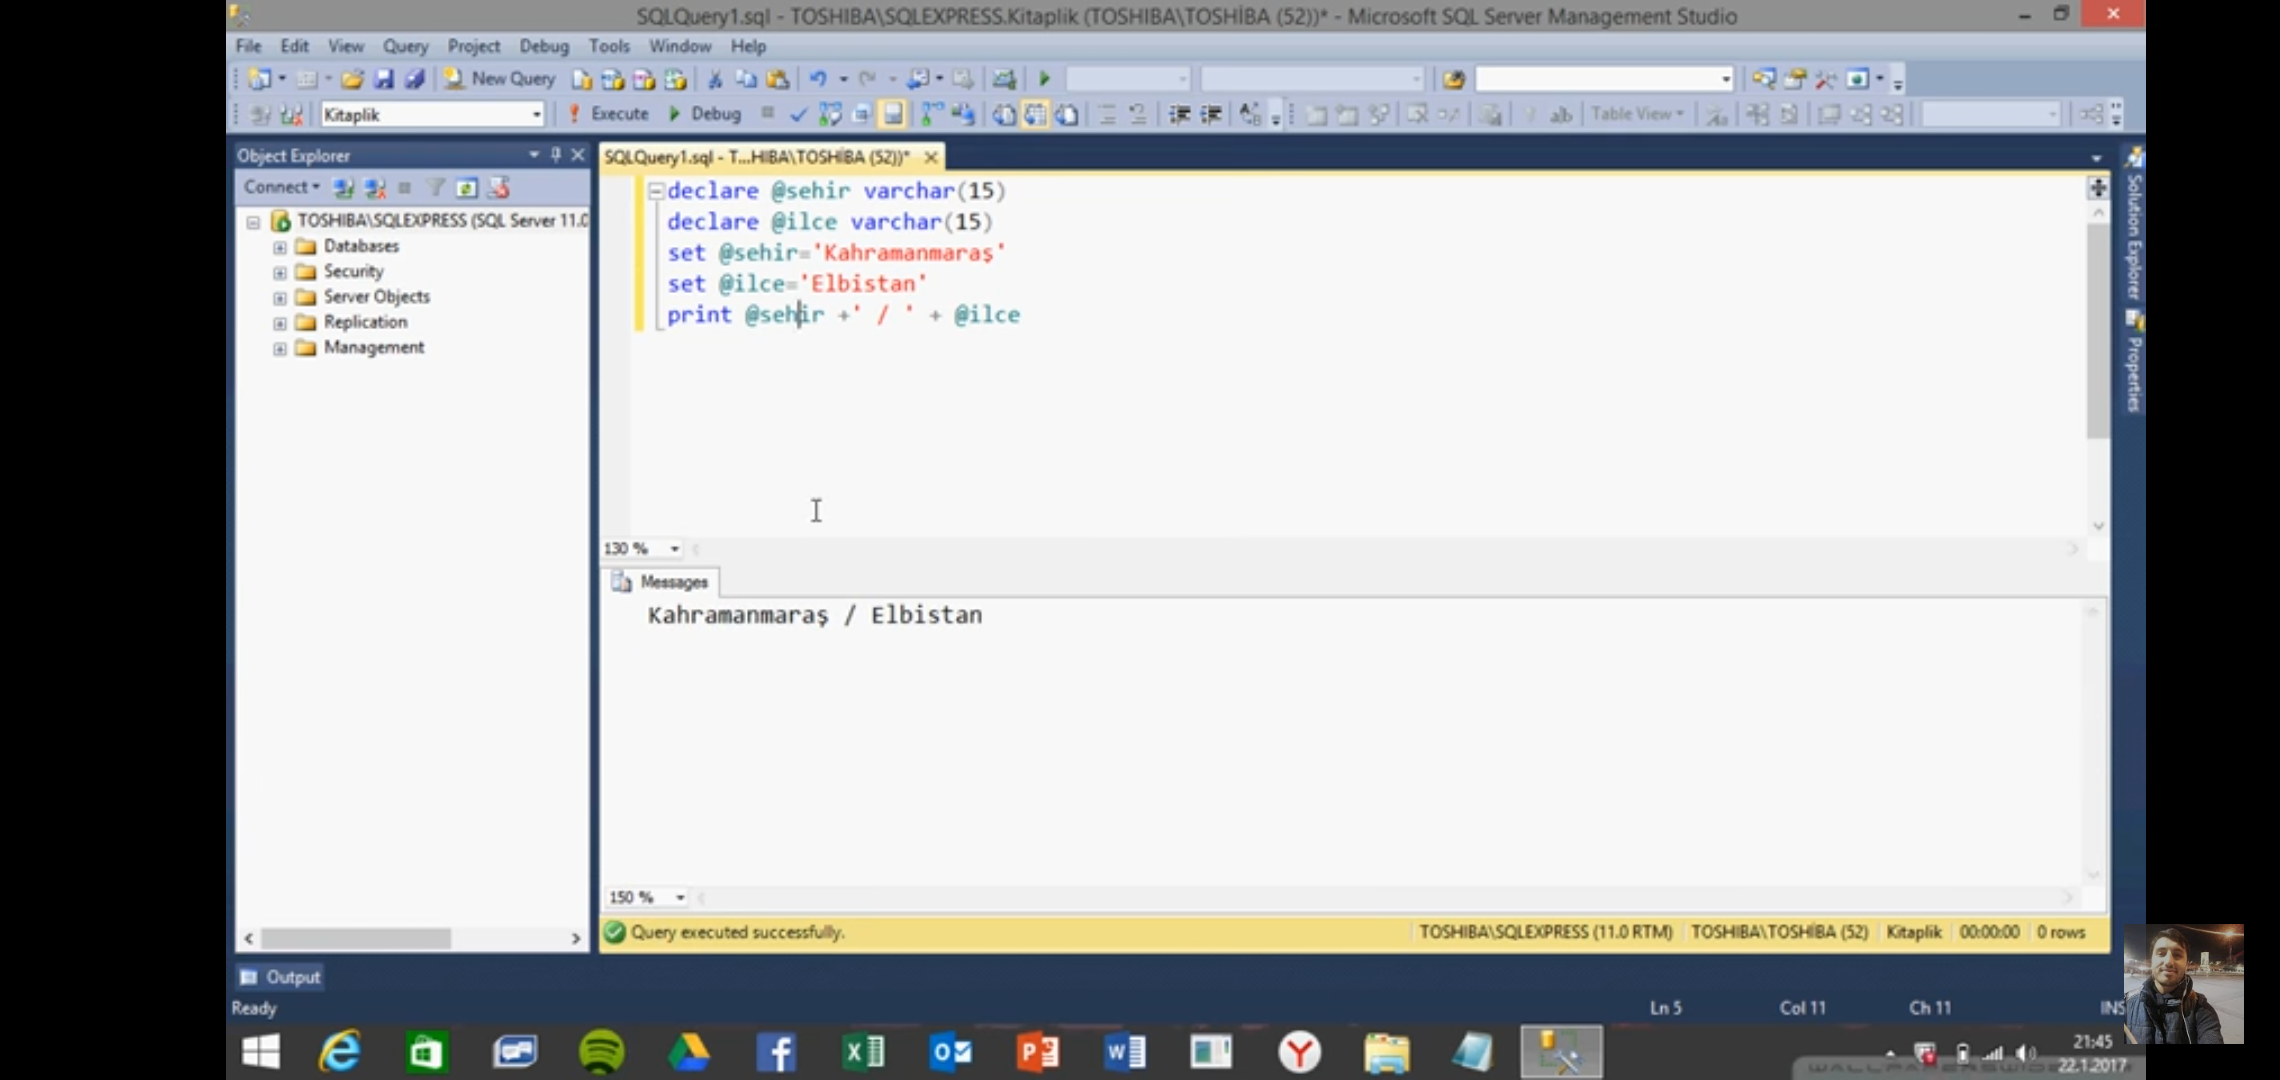 SQLQuery1.sql - TOSHIBA\SQLEXPRESS.Kitaplik (TOSHIBA\TOSHİBA (52))* - Microsoft SQL Server Management Studio
File Edit View Query Project Debug Tools Window Help
New Query
Kitaplik Execute Debug Table View
Object Explorer
Connect
TOSHIBA\SQLEXPRESS (SQL Server 11.0
Databases
Security
Server Objects
Replication
Management
SQLQuery1.sql - T...HIBA\TOSHİBA (52))*
declare @sehir varchar(15)
declare @ilce varchar(15)
set @sehir='Kahramanmaraş'
set @ilce='Elbistan'
print @sehir +' / ' + @ilce
130 %
Messages
Kahramanmaraş / Elbistan
150 %
Query executed successfully. TOSHIBA\SQLEXPRESS (11.0 RTM) TOSHIBA\TOSHİBA (52) Kitaplik 00:00:00 0 rows
Solution Explorer
Properties
Output
Ready Ln 5 Col 11 Ch 11 INS
21:45
22.1.2017